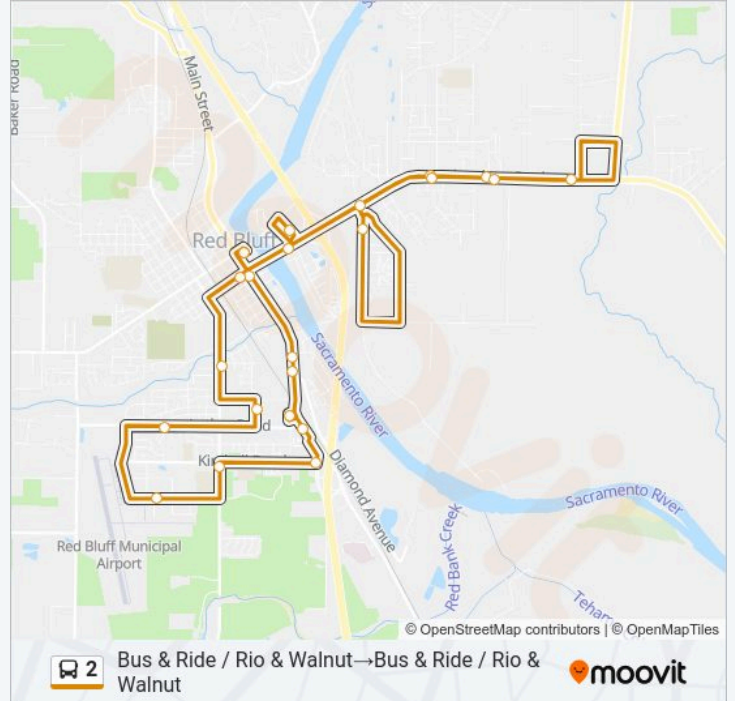 Baker Road
Main Street
Red Bluff
Sacramento River
Diamond Avenue
Sacramento River
Red Bank Creek
Red Bluff Municipal
Airport
© OpenStreetMap contributors | © OpenMapTiles
2
Bus & Ride / Rio & Walnut→Bus & Ride / Rio &
Walnut
moovit